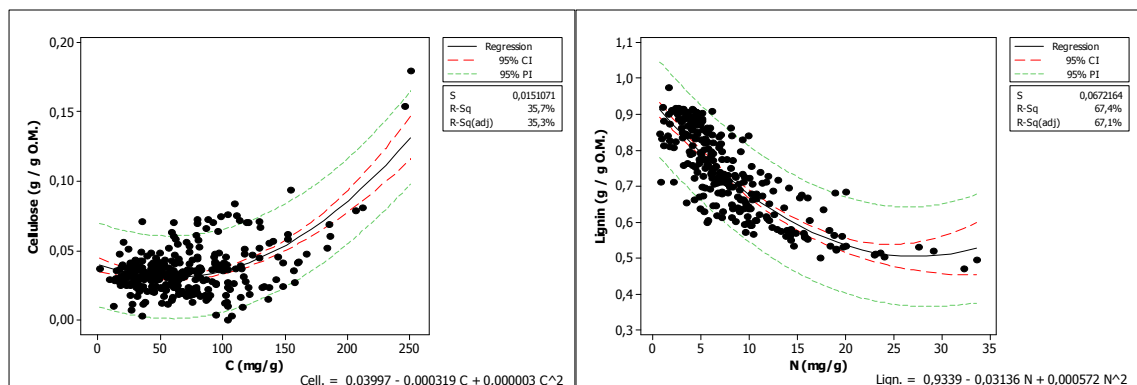 0,20
0,15
0,10
0,05
0,00
Cellulose (g / g O.M.)
0
50
100
150
200
250
C (mg/g)
Regression
95% CI
95% PI
S 0,0151071
R-Sq 35,7%
R-Sq(adj) 35,3%
Cell. = 0,03997 - 0,000319 C + 0,000003 C^2
1,1
1,0
0,9
0,8
0,7
0,6
0,5
0,4
0,3
Lignin (g / g O.M.)
0
5
10
15
20
25
30
35
N (mg/g)
Regression
95% CI
95% PI
S 0,0672164
R-Sq 67,4%
R-Sq(adj) 67,1%
Lign. = 0,9339 - 0,03136 N + 0,000572 N^2